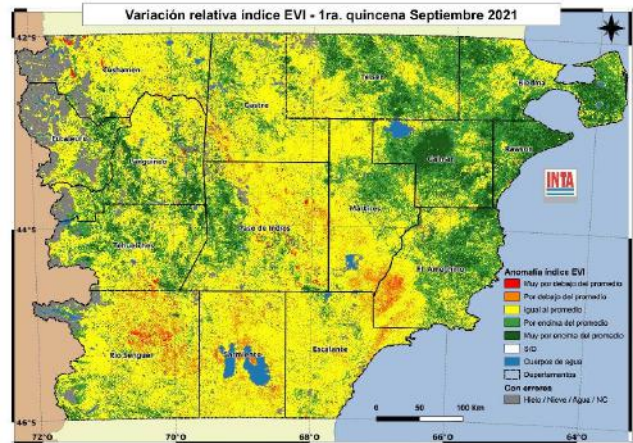 Variación relativa índice EVI - 1ra. quincena Septiembre 2021
42°S
44°S
46°S
72°O
70°O
68°O
66°O
64°O
Cushamen
Gastre
Telsen
Biedma
Futaleufú
Languiñeo
Gaiman
Rawson
Mártires
Paso de Indios
Tehuelches
Río Senguer
Sarmiento
Escalante
INTA
Anomalía índice EVI
Muy por debajo del promedio
Por debajo del promedio
Igual al promedio
Por encima del promedio
Muy por encima del promedio
S/D
Cuerpos de agua
Departamentos
Con errores
Hielo / Nieve / Agua / NC
0 50 100 Km